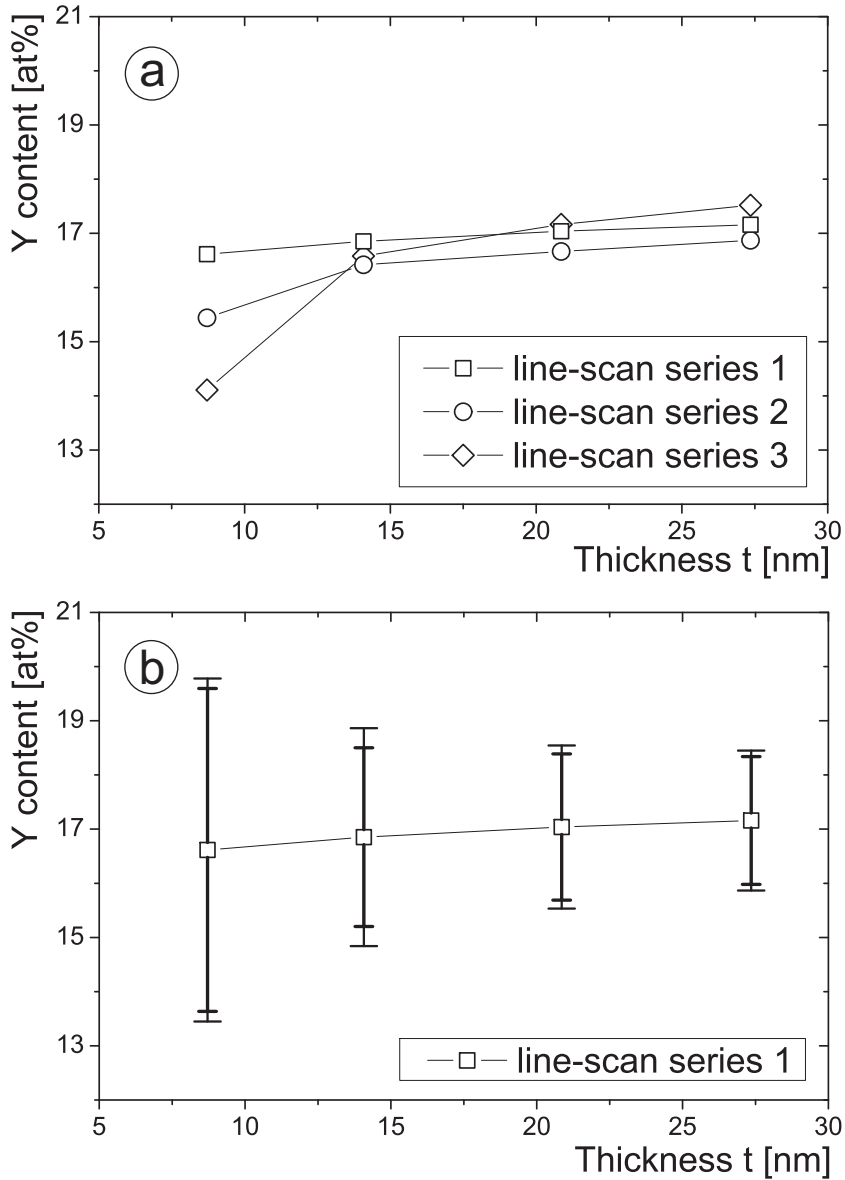 21
19
17
15
13
Y content [at%]
a
line-scan series 1
line-scan series 2
line-scan series 3
5 10 15 20 25 30
Thickness t [nm]
21
19
17
15
13
Y content [at%]
b
line-scan series 1
5 10 15 20 25 30
Thickness t [nm]